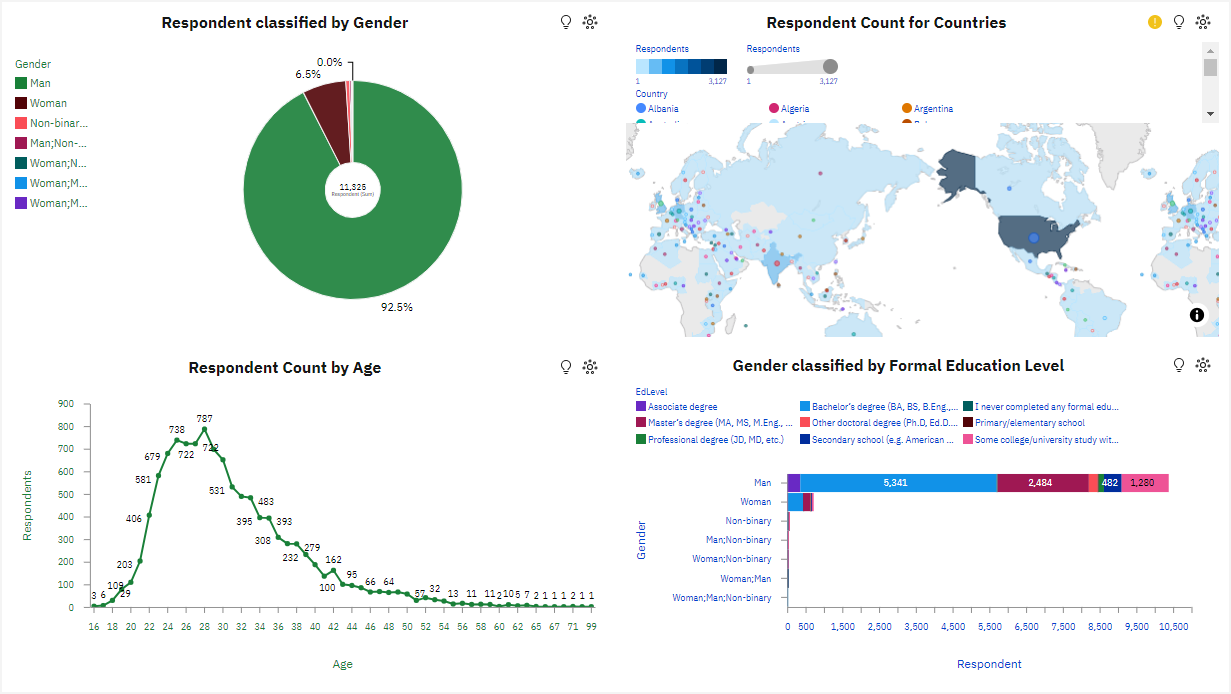 Respondent classified by Gender
Gender
Man
Woman
Non-binar...
Man;Non-...
Woman;N...
Woman;M...
Woman;M...
0.0%
6.5%
11,325
Respondent (Sum)
92.5%
Respondent Count for Countries
Respondents
1 3,127
Respondents
1 3,127
Country
Albania
Algeria
Argentina
Respondent Count by Age
Respondents
900
800
700
600
500
400
300
200
100
0
3 6 109 29 203 406 581 679 738 722 787 722 531 395 483 308 393 232 279 100 162 95 66 64 57 32 13 11 11 2 10 5 7 2 1 1 1 2 1 1
16 18 20 22 24 26 28 30 32 34 36 38 40 42 44 46 48 50 52 54 56 58 60 62 65 67 71 99
Age
Gender classified by Formal Education Level
EdLevel
Associate degree
Bachelor's degree (BA, BS, B.Eng.,...
I never completed any formal edu...
Master's degree (MA, MS, M.Eng., ...
Other doctoral degree (Ph.D, Ed.D....
Primary/elementary school
Professional degree (JD, MD, etc.)
Secondary school (e.g. American ...
Some college/university study wit...
Gender
Man 5,341 2,484 482 1,280
Woman
Non-binary
Man;Non-binary
Woman;Non-binary
Woman;Man
Woman;Man;Non-binary
0 500 1,500 2,500 3,500 4,500 5,500 6,500 7,500 8,500 9,500 10,500
Respondent